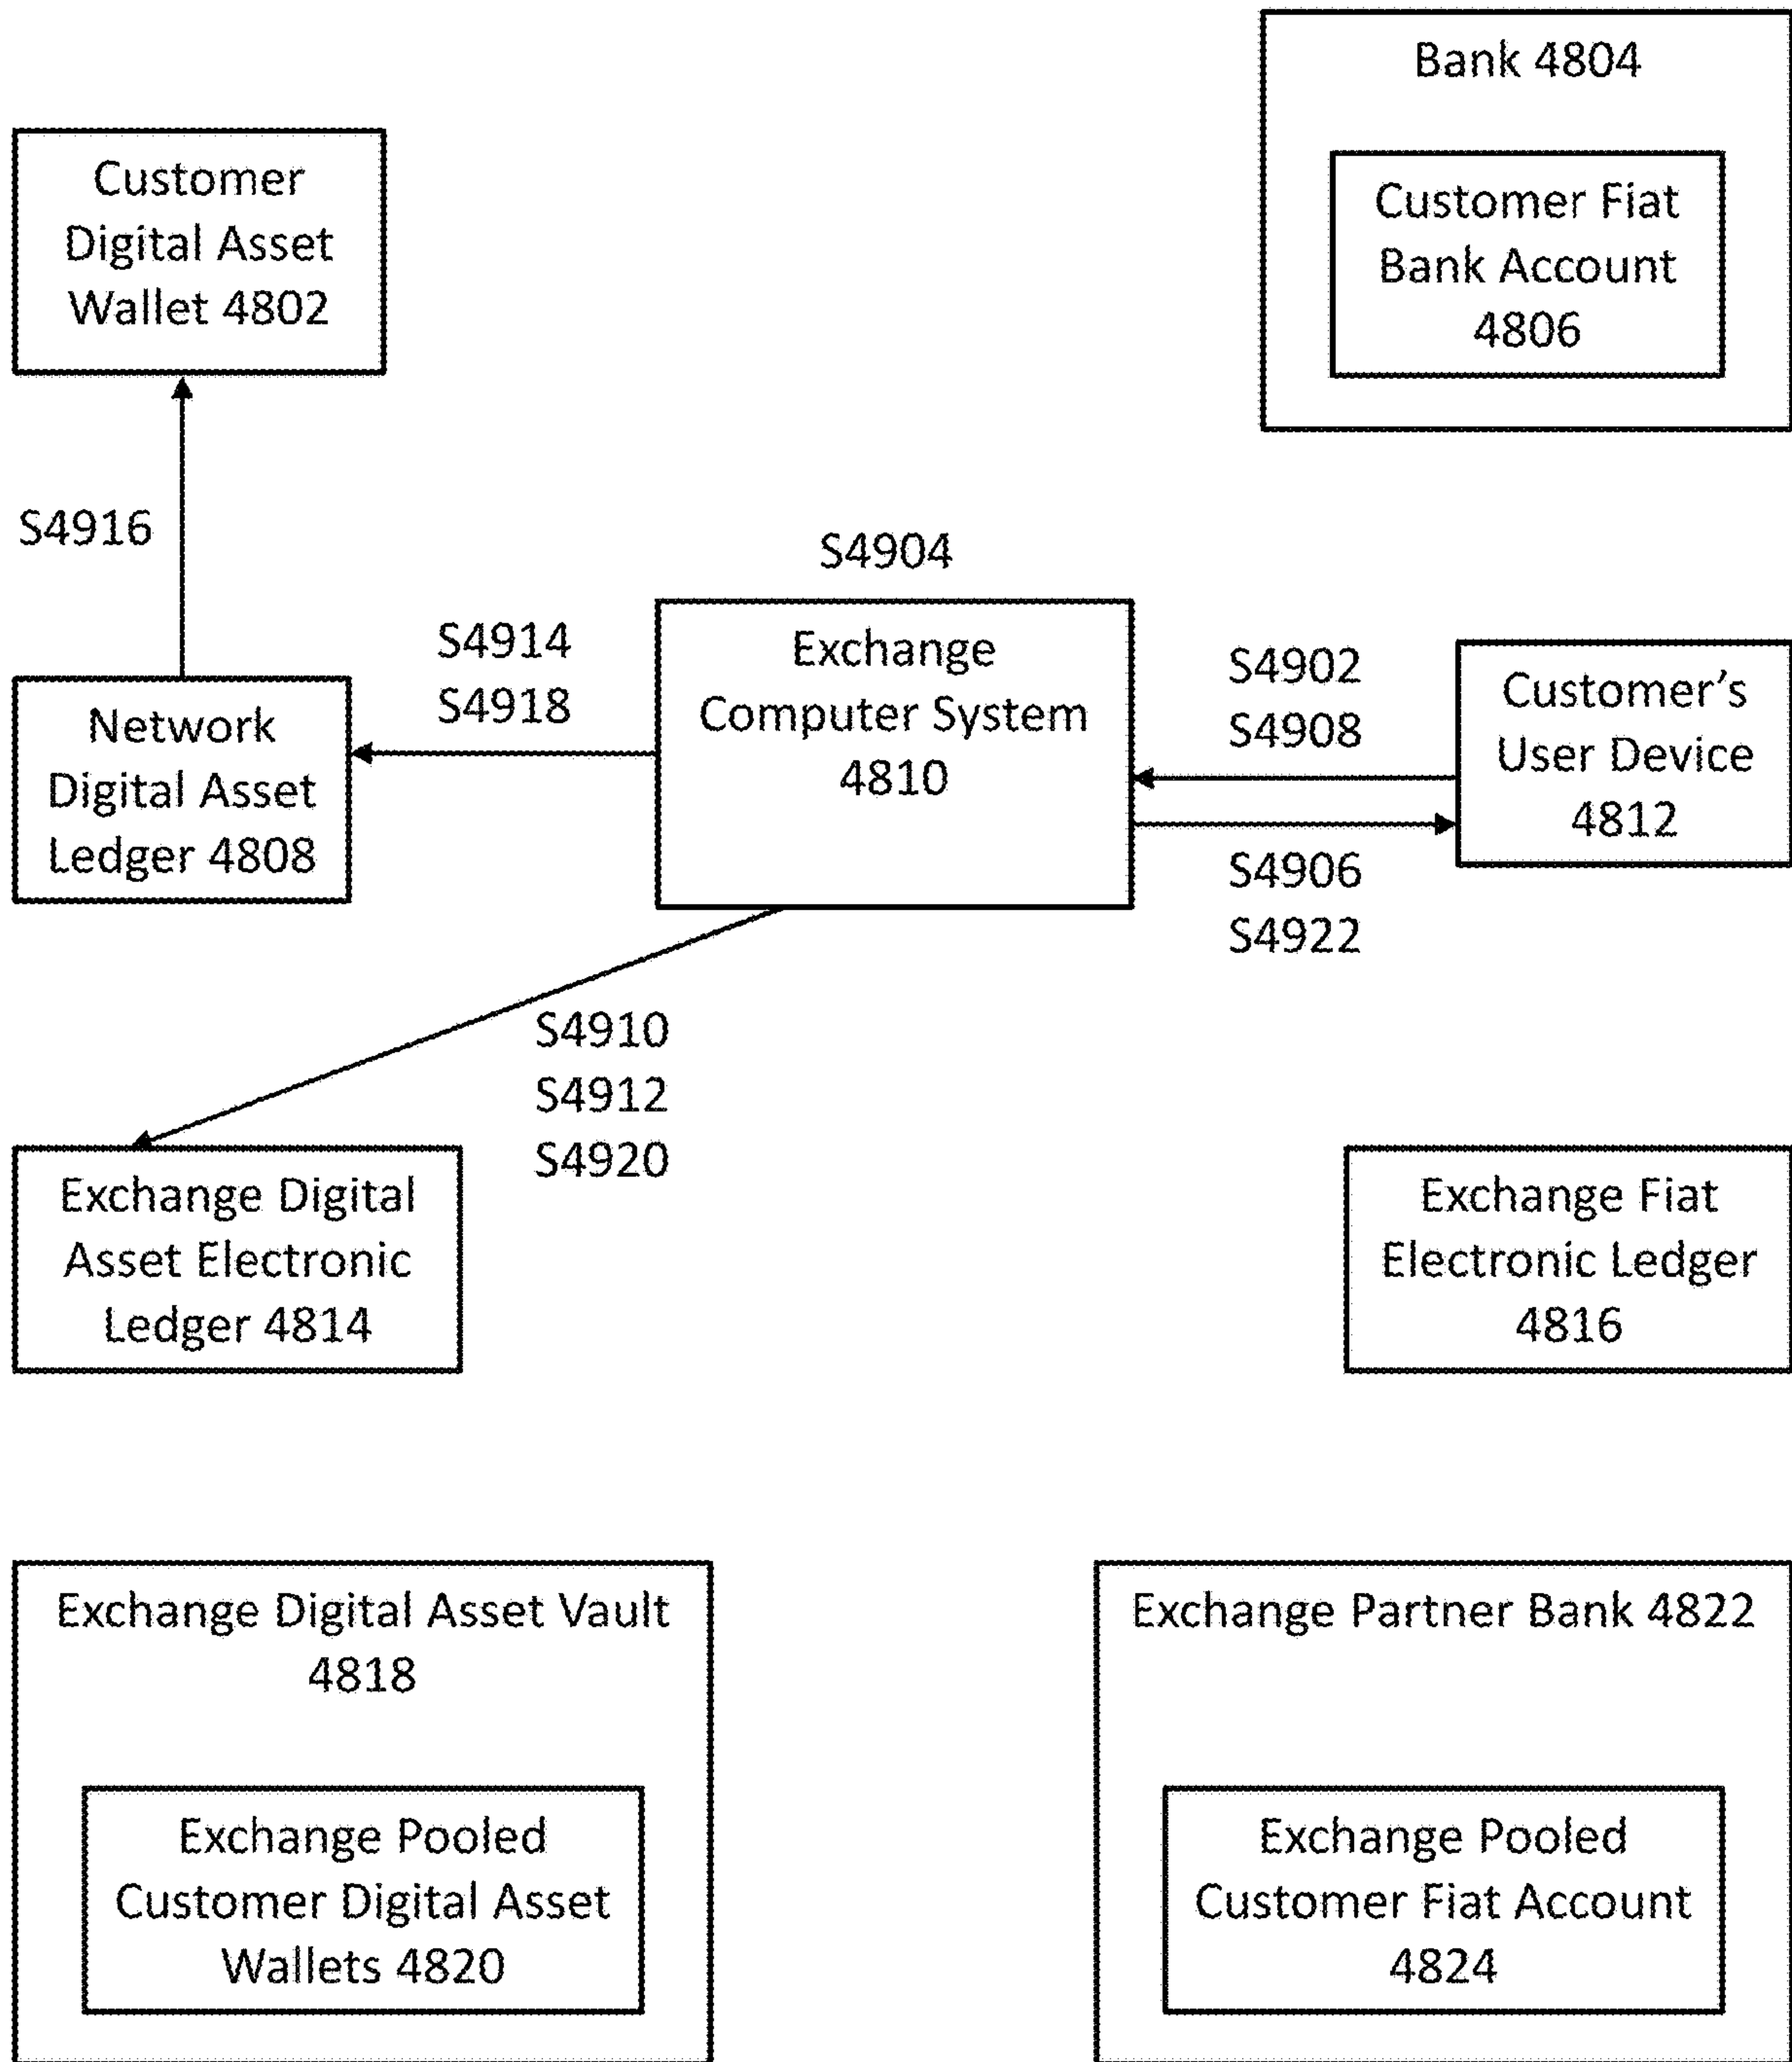 Bank 4804
Customer
Digital Asset
Wallet 4802
Customer Fiat
Bank Account
4806
S4916
S4904
S4914
S4918
Exchange
Computer System
4810
S4902
S4908
Customer's
User Device
4812
Network
Digital Asset
Ledger 4808
S4906
S4922
S4910
S4912
S4920
Exchange Digital
Asset Electronic
Ledger 4814
Exchange Fiat
Electronic Ledger
4816
Exchange Digital Asset Vault
4818
Exchange Pooled
Customer Digital Asset
Wallets 4820
Exchange Partner Bank 4822
Exchange Pooled
Customer Fiat Account
4824